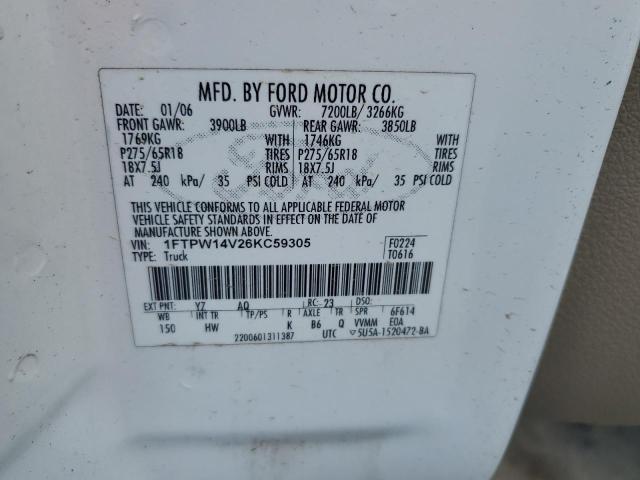 MFD. BY FORD MOTOR CO.
DATE: 01/06 GVWR: 7200LB/ 3266KG
FRONT GAWR: 3900LB REAR GAWR: 3850LB
1769KG WITH 1746KG WITH
P275/65R18 TIRES P275/65R18 TIRES
18X7.5J RIMS 18X7.5J RIMS
AT 240 kPa/ 35 PSI COLD AT 240 kPa/ 35 PSI COLD
THIS VEHICLE CONFORMS TO ALL APPLICABLE FEDERAL MOTOR
VEHICLE SAFETY STANDARDS IN EFFECT ON THE DATE OF
MANUFACTURE SHOWN ABOVE.
VIN: 1FTPW14V26KC59305 F0224
TYPE: Truck T0616
EXT PNT: Y7 AQ RC: 23 DSO:
WB INT TR TP/PS R AXLE TR SPR 6F614
150 HW K B6 Q VVMM E0A
2200601311387 UTC ▽5U5A-1520472-BA
Ford